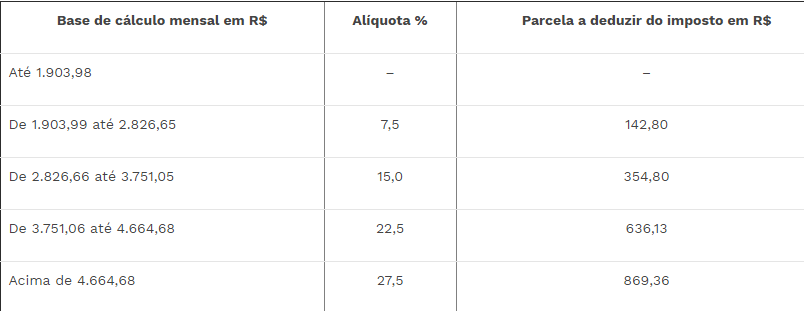 Base de cálculo mensal em R$ Alíquota % Parcela a deduzir do imposto em R$
Até 1.903,98 – –
De 1.903,99 até 2.826,65 7,5 142,80
De 2.826,66 até 3.751,05 15,0 354,80
De 3.751,06 até 4.664,68 22,5 636,13
Acima de 4.664,68 27,5 869,36